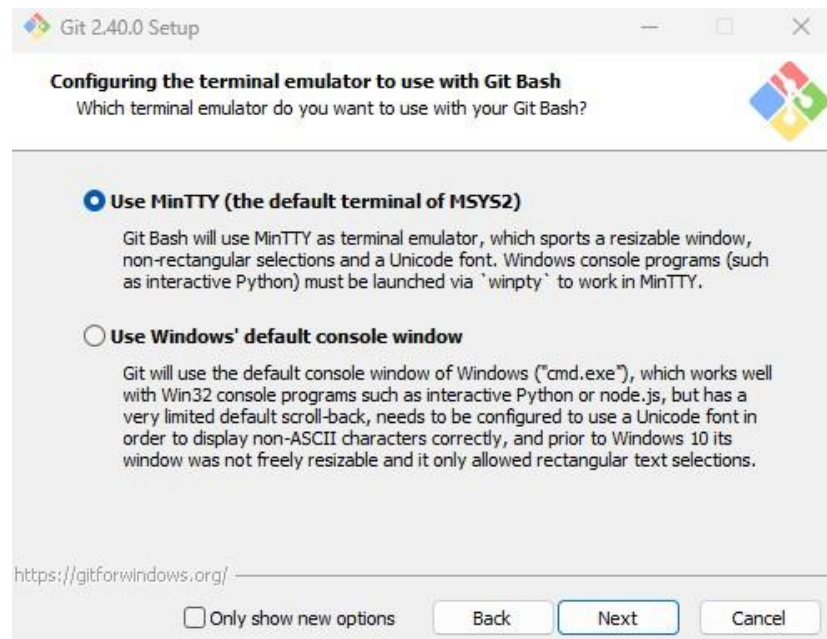 Git 2.40.0 Setup
Configuring the terminal emulator to use with Git Bash
Which terminal emulator do you want to use with your Git Bash?
Use MinTTY (the default terminal of MSYS2)
Git Bash will use MinTTY as terminal emulator, which sports a resizable window,
non-rectangular selections and a Unicode font. Windows console programs (such
as interactive Python) must be launched via `winpty` to work in MinTTY.
Use Windows' default console window
Git will use the default console window of Windows ("cmd.exe"), which works well
with Win32 console programs such as interactive Python or node.js, but has a
very limited default scroll-back, needs to be configured to use a Unicode font in
order to display non-ASCII characters correctly, and prior to Windows 10 its
window was not freely resizable and it only allowed rectangular text selections.
https://gitforwindows.org/
Only show new options Back Next Cancel